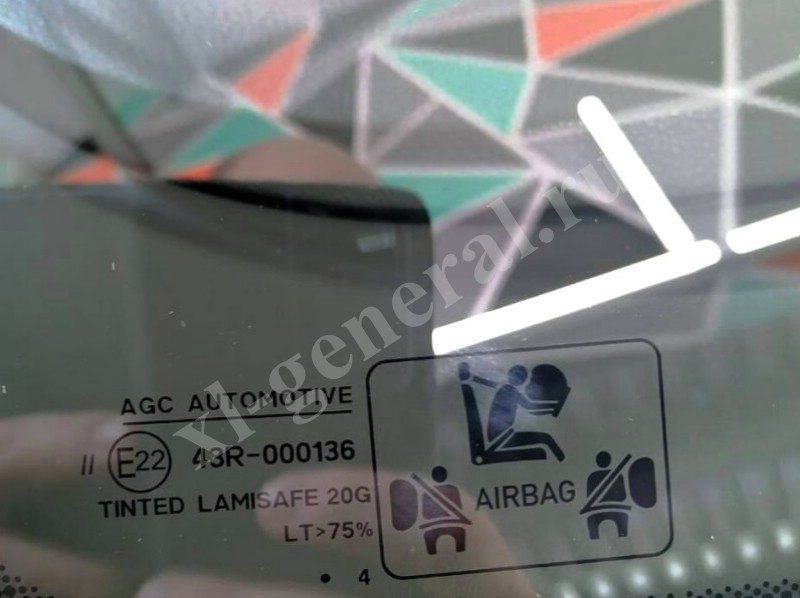 AGC AUTOMOTIVE
II E22 43R-000136
TINTED LAMISAFE 20G
LT>75%
• 4
AIRBAG
xl-general.ru